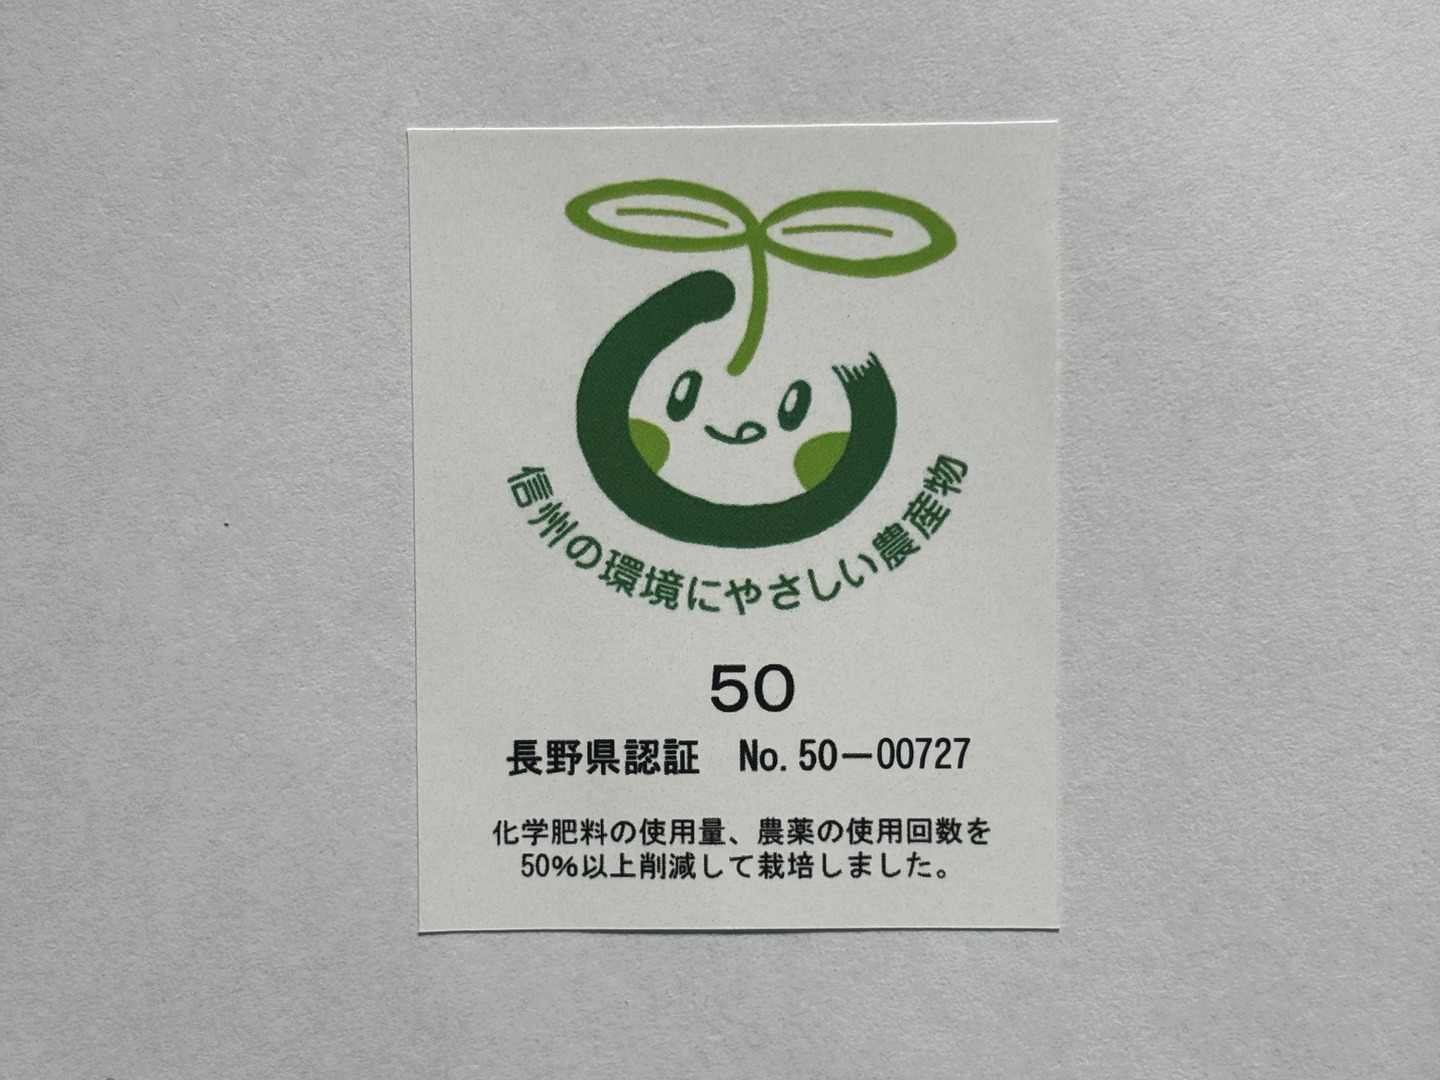 信州の環境にやさしい農産物
50
長野県認証　No.50－00727
化学肥料の使用量、農薬の使用回数を
50%以上削減して栽培しました。